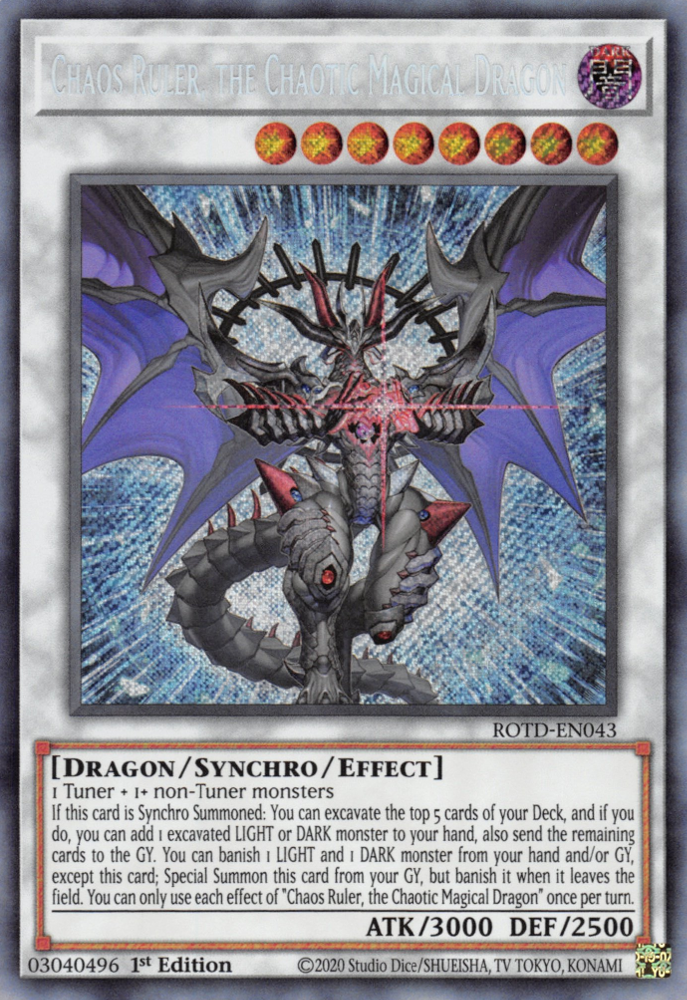 CHAOS RULER, THE CHAOTIC MAGICAL DRAGON
DARK
ROTD-EN043
[DRAGON/SYNCHRO/EFFECT]
1 Tuner + 1+ non-Tuner monsters
If this card is Synchro Summoned: You can excavate the top 5 cards of your Deck, and if you
do, you can add 1 excavated LIGHT or DARK monster to your hand, also send the remaining
cards to the GY. You can banish 1 LIGHT and 1 DARK monster from your hand and/or GY,
except this card; Special Summon this card from your GY, but banish it when it leaves the
field. You can only use each effect of "Chaos Ruler, the Chaotic Magical Dragon" once per turn.
ATK/3000 DEF/2500
03040496 1st Edition ©2020 Studio Dice/SHUEISHA, TV TOKYO, KONAMI